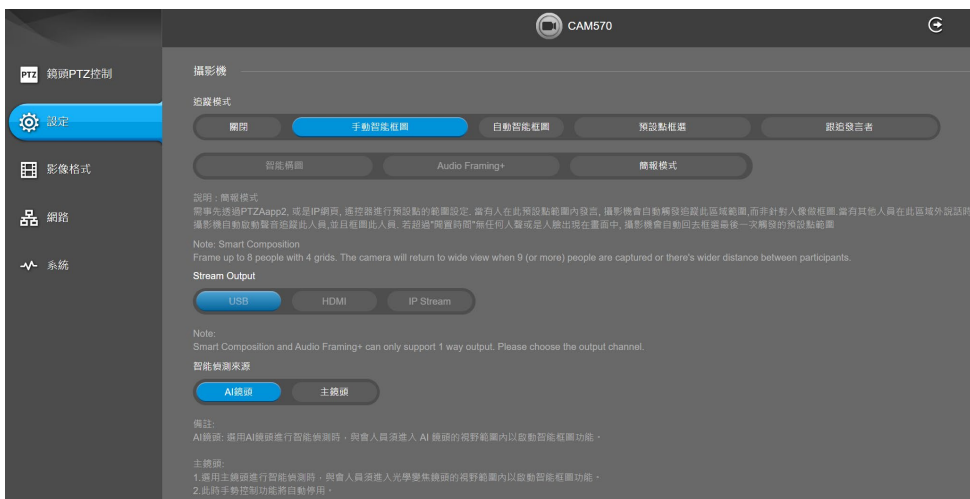 CAM570
PTZ 鏡頭PTZ控制
設定
影像格式
網路
系統
攝影機
追蹤模式
關閉 手動智能框圖 自動智能框圖 預設點框選 跟追發言者
智能構圖 Audio Framing+ 簡報模式
說明 : 簡報模式
需事先透過PTZAapp2, 或是IP網頁, 遙控器進行預設點的範圍設定. 當有人在此預設點範圍內發言, 攝影機會自動觸發追蹤此區域範圍,而非針對人像做框圖.當有其他人員在此區域外說話時
攝影機自動啟動聲音追蹤此人員,並且框圍此人員. 若超過"閒置時間"無任何人聲或是人臉出現在畫面中, 攝影機會自動回去框選最後一次觸發的預設點範圍
Note: Smart Composition
Frame up to 8 people with 4 grids. The camera will return to wide view when 9 (or more) people are captured or there's wider distance between participants.
Stream Output
USB HDMI IP Stream
Note:
Smart Composition and Audio Framing+ can only support 1 way output. Please choose the output channel.
智能偵測來源
AI鏡頭 主鏡頭
備註:
AI鏡頭: 選用AI鏡頭進行智能偵測時，與會人員須進入 AI 鏡頭的視野範圍內以啟動智能框圖功能。
主鏡頭:
1.選用主鏡頭進行智能偵測時，與會人員須進入光學變焦鏡頭的視野範圍內以啟動智能框圖功能。
2.此時手勢控制功能將自動停用。